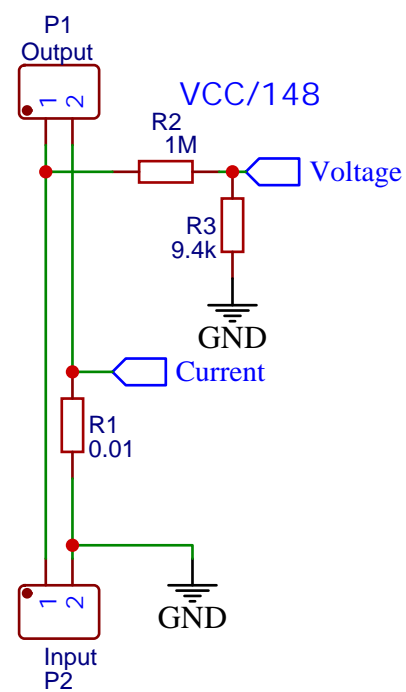 P1
Output
1 2
VCC/148
R2
1M
Voltage
R3
9.4k
GND
Current
R1
0.01
1 2
GND
Input
P2